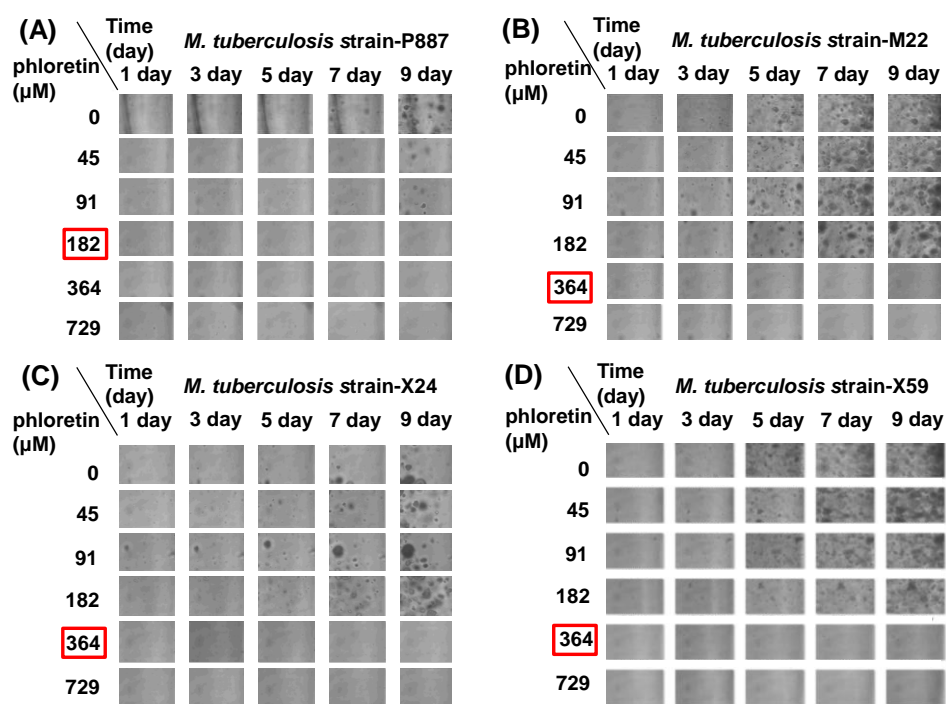 (A)
Time
(day)
M. tuberculosis strain-P887
phloretin
(µM)
1 day 3 day 5 day 7 day 9 day
0
45
91
182
364
729
(B)
Time
(day)
M. tuberculosis strain-M22
phloretin
(µM)
1 day 3 day 5 day 7 day 9 day
0
45
91
182
364
729
(C)
Time
(day)
M. tuberculosis strain-X24
phloretin
(µM)
1 day 3 day 5 day 7 day 9 day
0
45
91
182
364
729
(D)
Time
(day)
M. tuberculosis strain-X59
phloretin
(µM)
1 day 3 day 5 day 7 day 9 day
0
45
91
182
364
729